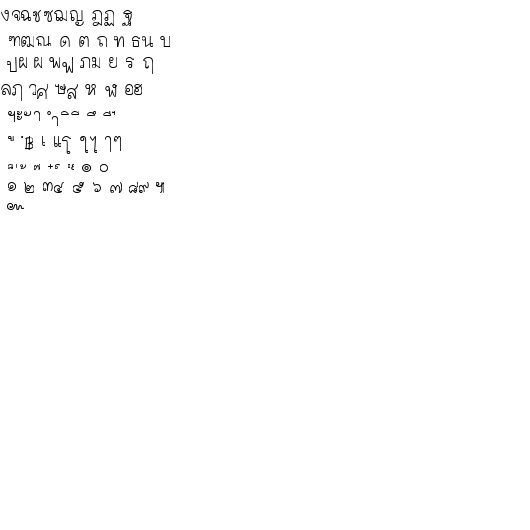 งจฉชซฌญ ฎฏ ฐ
ฑฒณ ด ต ถ ท ธน บ
ปผ ฝ พฟ ภม ย ร ฤ
ลฦ วศ ษส ห ฬ อฮ
ฯะ ั า ำ ิ ี ึ ื
ุ ู ฺ ฿ เ แโ ใไ ๅๆ
็ ่ ้ ๊ ๋ ์ ํ ๎ ๏ ๐
๑ ๒ ๓๔ ๕ ๖ ๗ ๘๙ ๚
๛